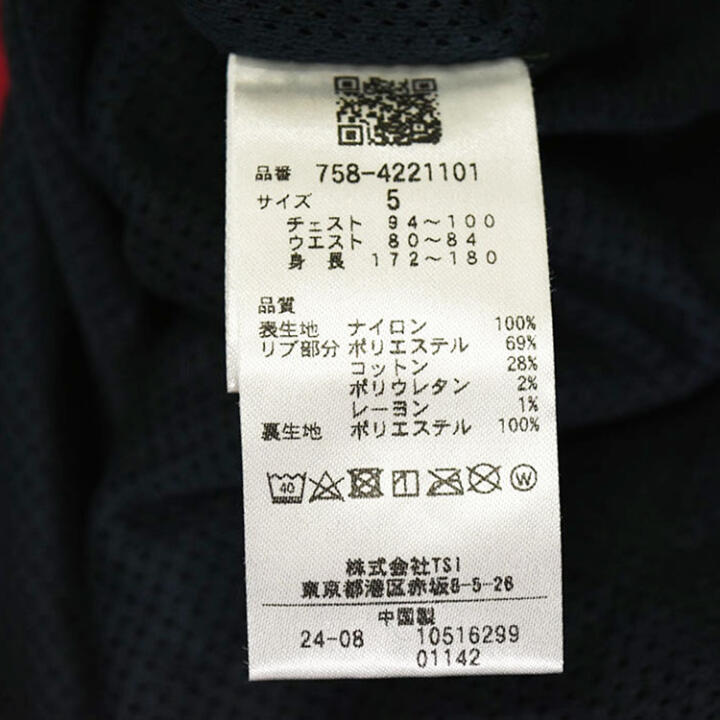 品番 758-4221101
サイズ 5
チェスト 94〜100
ウエスト 80〜84
身長 172〜180
品質
表生地 ナイロン 100%
リブ部分 ポリエステル 69%
コットン 28%
ポリウレタン 2%
レーヨン 1%
裏生地 ポリエステル 100%
40 W
株式会社TSI
東京都港区赤坂8-5-26
中国製
24-08 10516299
01142